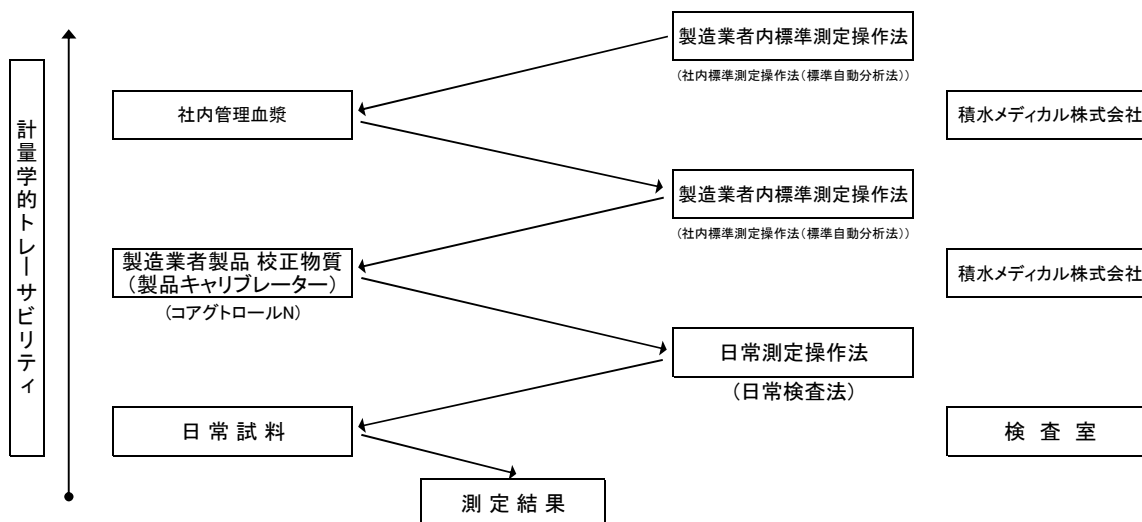 製造業者内標準測定操作法
(社内標準測定操作法(標準自動分析法))
社内管理血漿
積水メディカル株式会社
製造業者内標準測定操作法
(社内標準測定操作法(標準自動分析法))
製造業者製品 校正物質
(製品キャリブレーター)
(コアグトロールN)
積水メディカル株式会社
日常測定操作法
(日常検査法)
日常試料
検査室
測定結果
計量学的トレーサビリティ